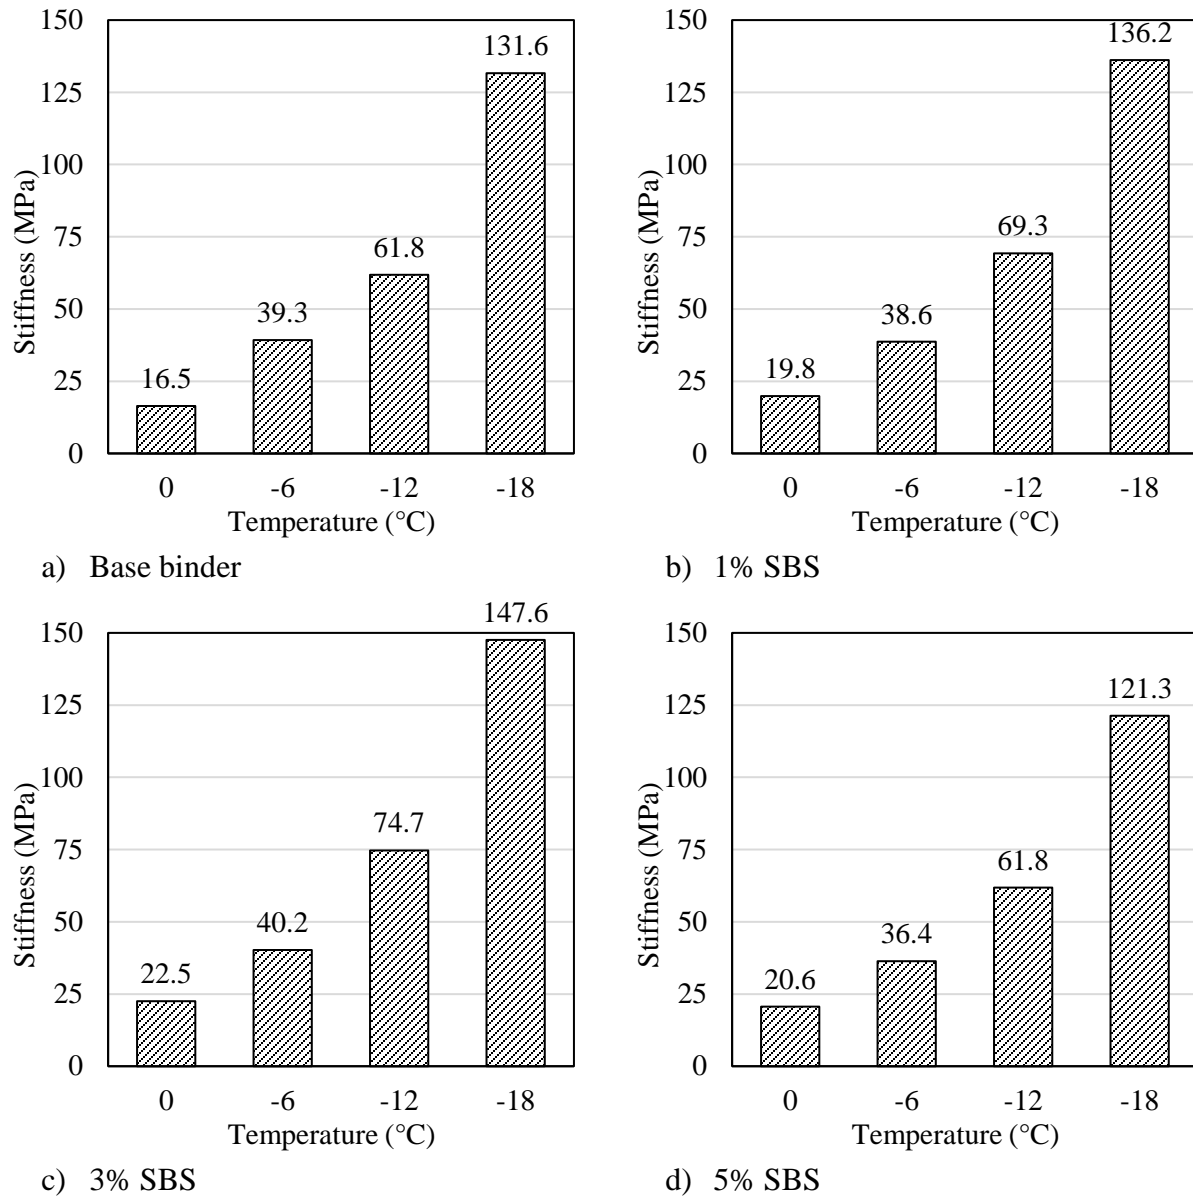 150
125
100
75
50
25
0
Stiffness (MPa)
16.5
39.3
61.8
131.6
0 -6 -12 -18
Temperature (°C)
a) Base binder
150
125
100
75
50
25
0
Stiffness (MPa)
19.8
38.6
69.3
136.2
0 -6 -12 -18
Temperature (°C)
b) 1% SBS
150
125
100
75
50
25
0
Stiffness (MPa)
22.5
40.2
74.7
147.6
0 -6 -12 -18
Temperature (°C)
c) 3% SBS
150
125
100
75
50
25
0
Stiffness (MPa)
20.6
36.4
61.8
121.3
0 -6 -12 -18
Temperature (°C)
d) 5% SBS